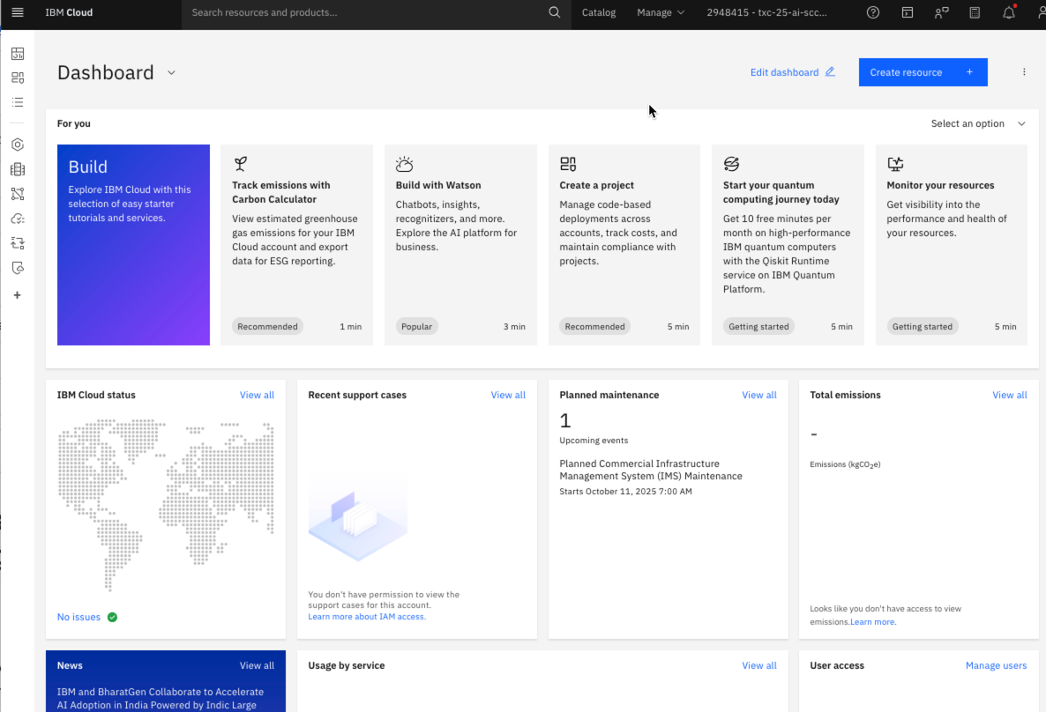 IBM Cloud
Search resources and products...
Catalog
Manage
2948415 - txc-25-ai-scc...
Dashboard
Edit dashboard
Create resource +
For you
Select an option
Build
Explore IBM Cloud with this
selection of easy starter
tutorials and services.
Track emissions with
Carbon Calculator
View estimated greenhouse
gas emissions for your IBM
Cloud account and export
data for ESG reporting.
Recommended
1 min
Build with Watson
Chatbots, insights,
recognizers, and more.
Explore the AI platform for
business.
Popular
3 min
Create a project
Manage code-based
deployments across
accounts, track costs, and
maintain compliance with
projects.
Recommended
5 min
Start your quantum
computing journey today
Get 10 free minutes per
month on high-performance
IBM quantum computers
with the Qiskit Runtime
service on IBM Quantum
Platform.
Getting started
5 min
Monitor your resources
Get visibility into the
performance and health of
your resources.
Getting started
5 min
IBM Cloud status
View all
No issues
Recent support cases
View all
You don't have permission to view the
support cases for this account.
Learn more about IAM access.
Planned maintenance
View all
1
Upcoming events
Planned Commercial Infrastructure
Management System (IMS) Maintenance
Starts October 11, 2025 7:00 AM
Total emissions
View all
-
Emissions (kgCO₂e)
Looks like you don't have access to view
emissions.Learn more.
News
View all
IBM and BharatGen Collaborate to Accelerate
AI Adoption in India Powered by Indic Large
Usage by service
View all
User access
Manage users